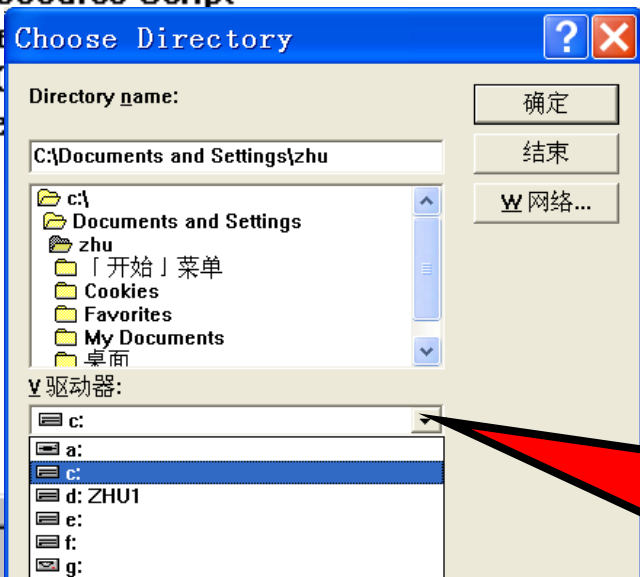 Choose Directory
Directory name:
确定
C:\Documents and Settings\zhu
结束
c:\
W 网络...
Documents and Settings
zhu
「开始」菜单
Cookies
Favorites
My Documents
桌面
V 驱动器:
c:
a:
c:
d: ZHU1
e:
f:
g: